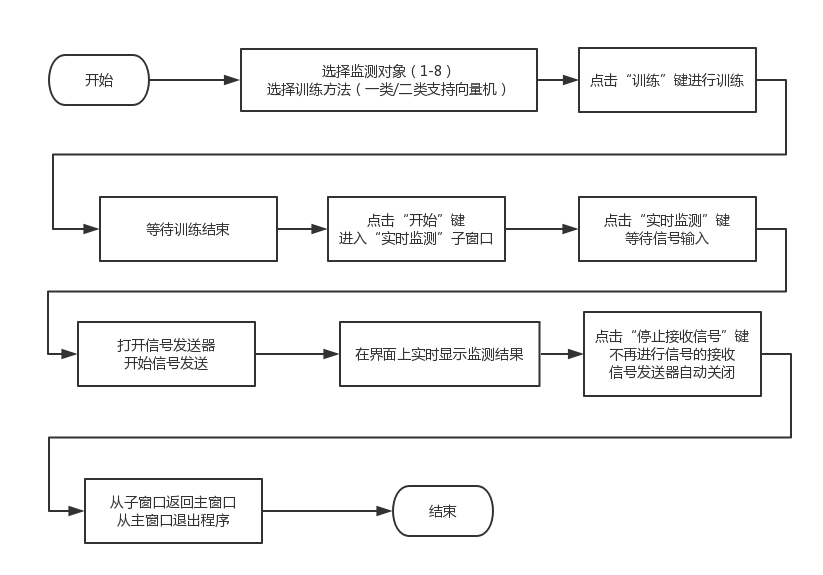 开始
选择监测对象（1-8）
选择训练方法（一类/二类支持向量机）
点击“训练”键进行训练
等待训练结束
点击“开始”键
进入“实时监测”子窗口
点击“实时监测”键
等待信号输入
打开信号发送器
开始信号发送
在界面上实时显示监测结果
点击“停止接收信号”键
不再进行信号的接收
信号发送器自动关闭
从子窗口返回主窗口
从主窗口退出程序
结束